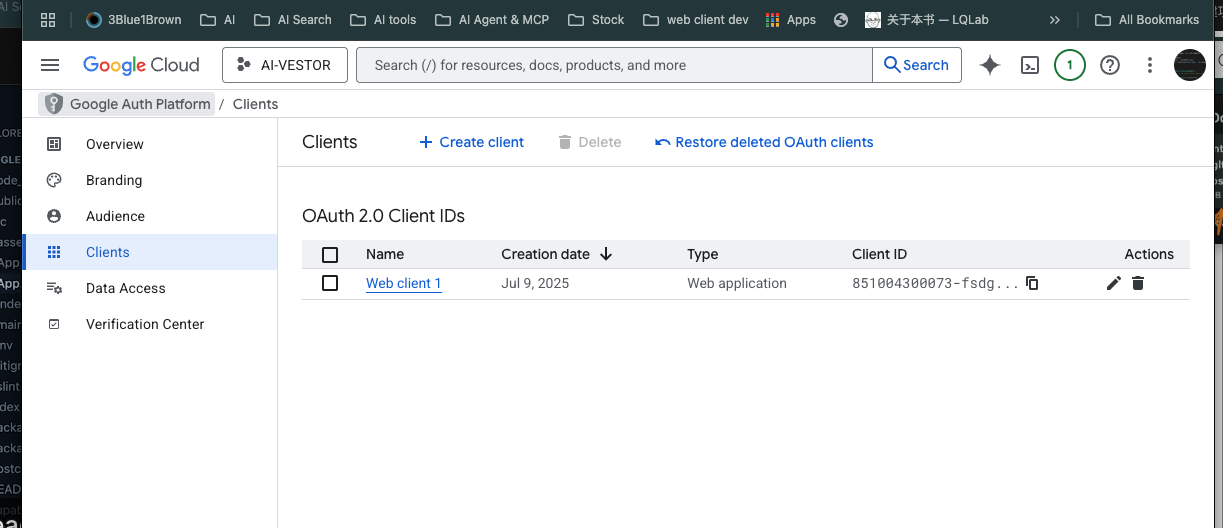 3Blue1Brown AI AI Search AI tools AI Agent & MCP Stock web client dev Apps 关于本书 — LQLab » All Bookmarks
Google Cloud AI-VESTOR Search (/) for resources, docs, products, and more Search 1
Google Auth Platform / Clients
Overview
Branding
Audience
Clients
Data Access
Verification Center
Clients + Create client Delete Restore deleted OAuth clients
OAuth 2.0 Client IDs
Name Creation date Type Client ID Actions
Web client 1 Jul 9, 2025 Web application 851004300073-fsdg...